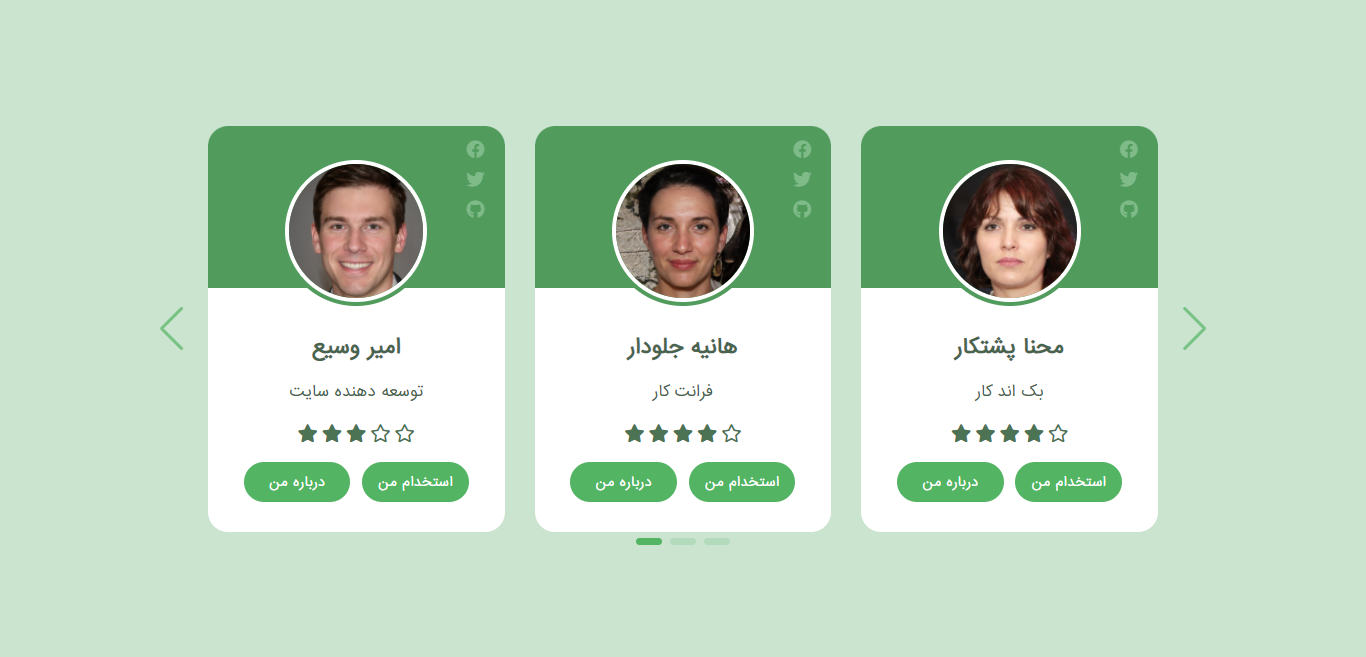 امیر وسیع
توسعه دهنده سایت
درباره من
استخدام من
هانیه جلودار
فرانت کار
درباره من
استخدام من
محنا پشتکار
بک اند کار
درباره من
استخدام من